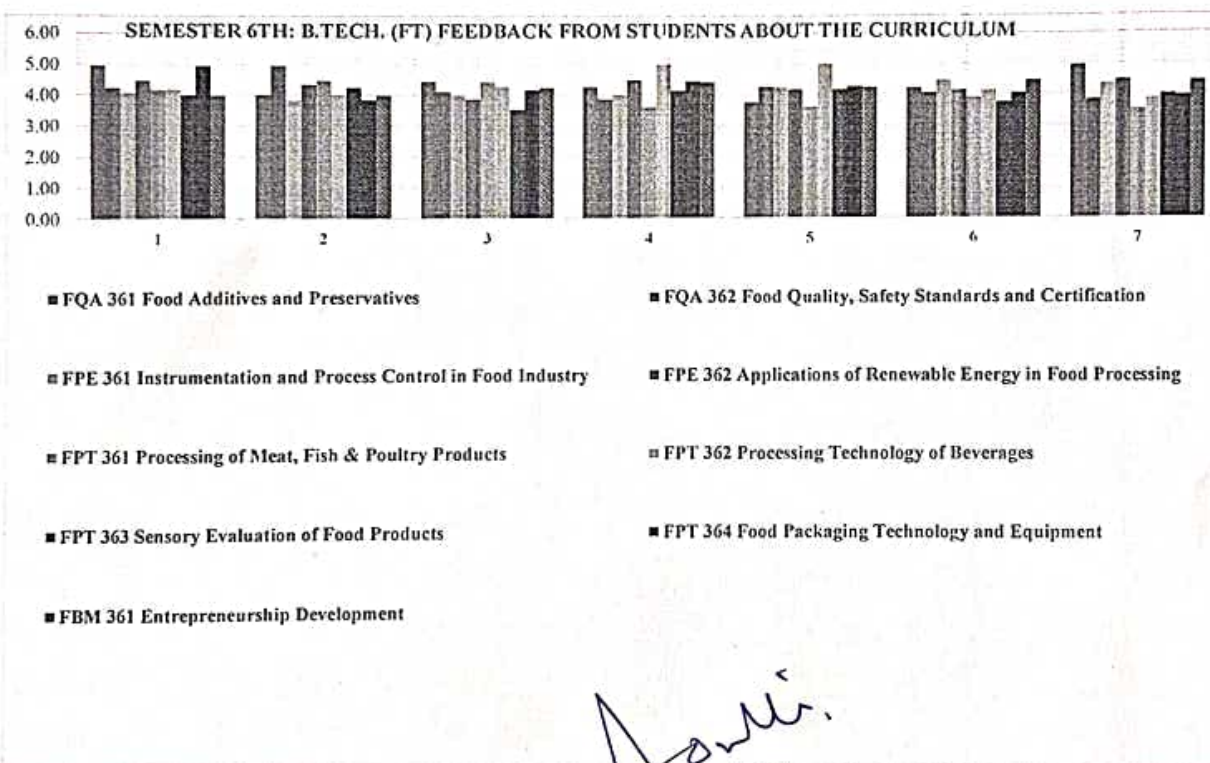 SEMESTER 6TH: B.TECH. (FT) FEEDBACK FROM STUDENTS ABOUT THE CURRICULUM
6.00
5.00
4.00
3.00
2.00
1.00
0.00
1 2 3 4 5 6 7
FQA 361 Food Additives and Preservatives
FQA 362 Food Quality, Safety Standards and Certification
FPE 361 Instrumentation and Process Control in Food Industry
FPE 362 Applications of Renewable Energy in Food Processing
FPT 361 Processing of Meat, Fish & Poultry Products
FPT 362 Processing Technology of Beverages
FPT 363 Sensory Evaluation of Food Products
FPT 364 Food Packaging Technology and Equipment
FBM 361 Entrepreneurship Development